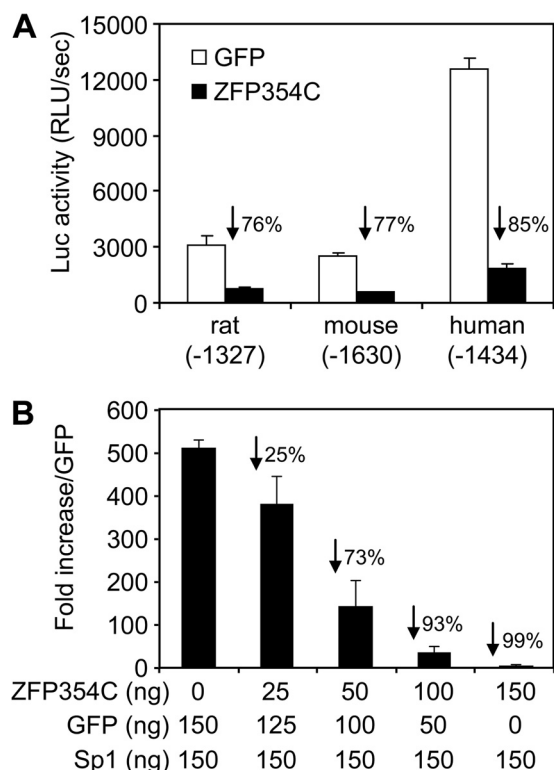 A
Luc activity (RLU/sec)
15000
12000
9000
6000
3000
0
GFP
ZFP354C
76%
77%
85%
rat mouse human
(-1327) (-1630) (-1434)
B
Fold increase/GFP
600
500
400
300
200
100
0
25%
73%
93%
99%
ZFP354C (ng) 0 25 50 100 150
GFP (ng) 150 125 100 50 0
Sp1 (ng) 150 150 150 150 150